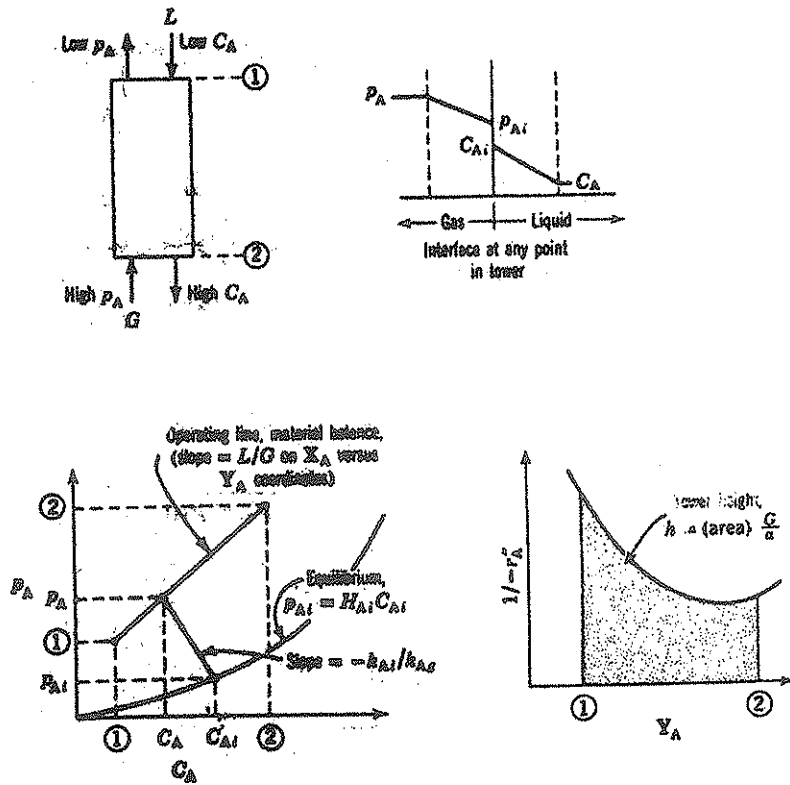 L
Low p_A Low C_A
①
②
High p_A High C_A
G
p_A
p_Ai
C_Ai
C_A
Gas Liquid
Interface at any point
in tower
Operating line, material balance,
(slope = L/G on X_A versus
Y_A coordinates)
②
Equilibrium,
p_Ai = H_Ai C_Ai
p_A p_A
①
Slope = -k_Al/k_Ag
p_Ai
① C_A C_Ai ②
C_A
Tower height,
h = (area) G/a
1/-r''_A
① ②
Y_A